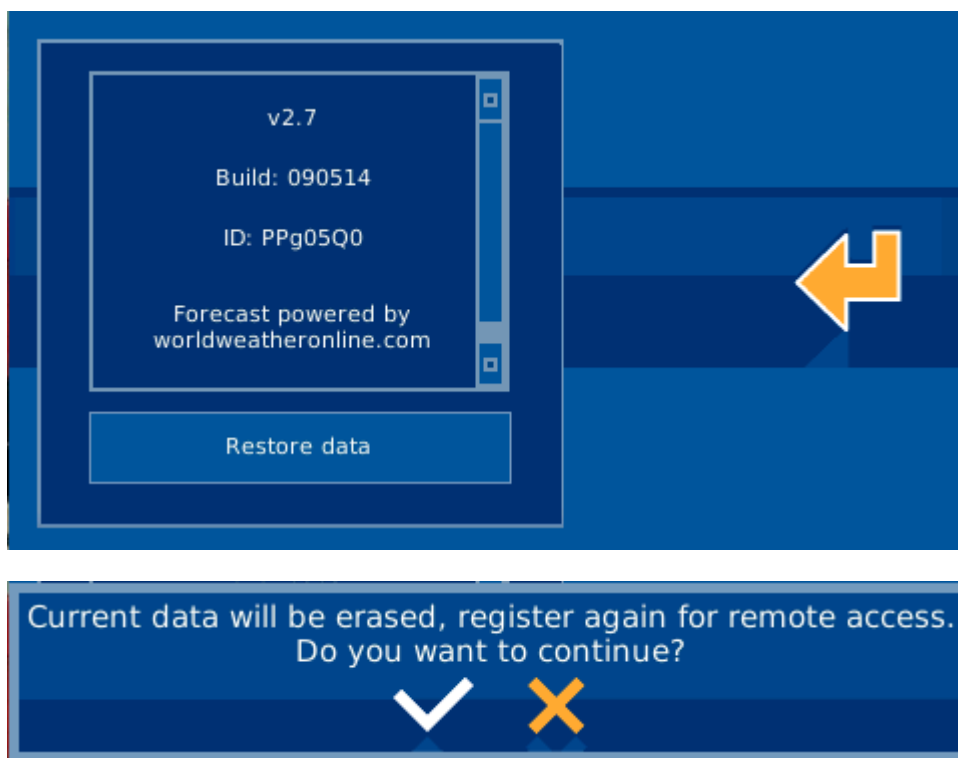 v2.7
Build: 090514
ID: PPg05Q0
Forecast powered by
worldweatheronline.com
Restore data
Current data will be erased, register again for remote access.
Do you want to continue?